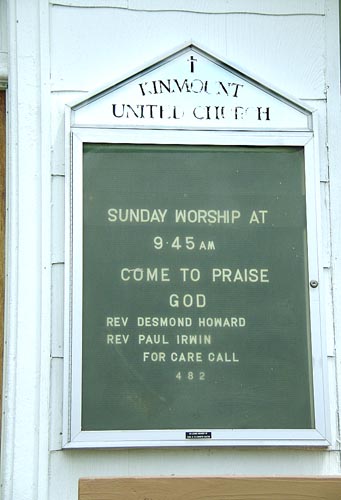 KINMOUNT
UNITED CHURCH
SUNDAY WORSHIP AT
9·45 AM
COME TO PRAISE
GOD
REV DESMOND HOWARD
REV PAUL IRWIN
FOR CARE CALL
482